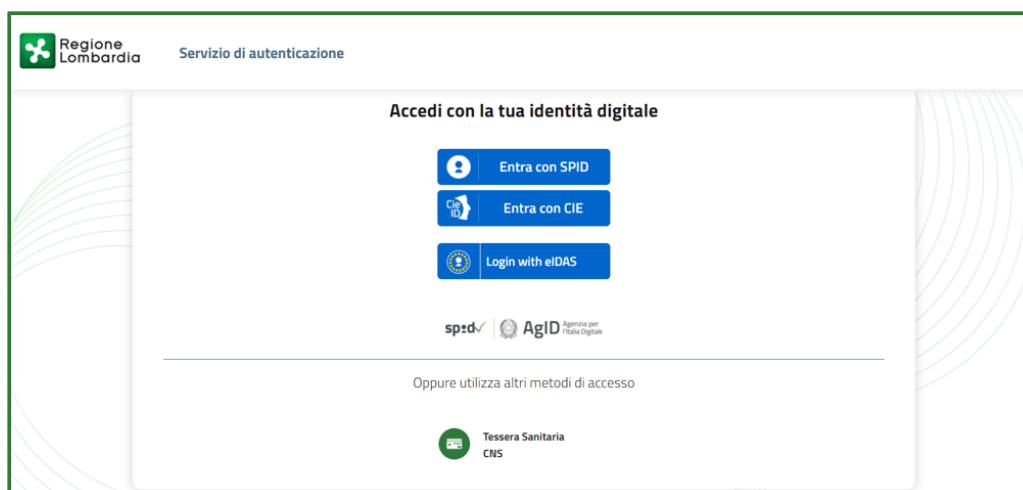 Regione
Lombardia
Servizio di autenticazione
Accedi con la tua identità digitale
Entra con SPID
Cie
ID
Entra con CIE
Login with eIDAS
spid
AgID
Agenzia per
l'Italia Digitale
Oppure utilizza altri metodi di accesso
Tessera Sanitaria
CNS